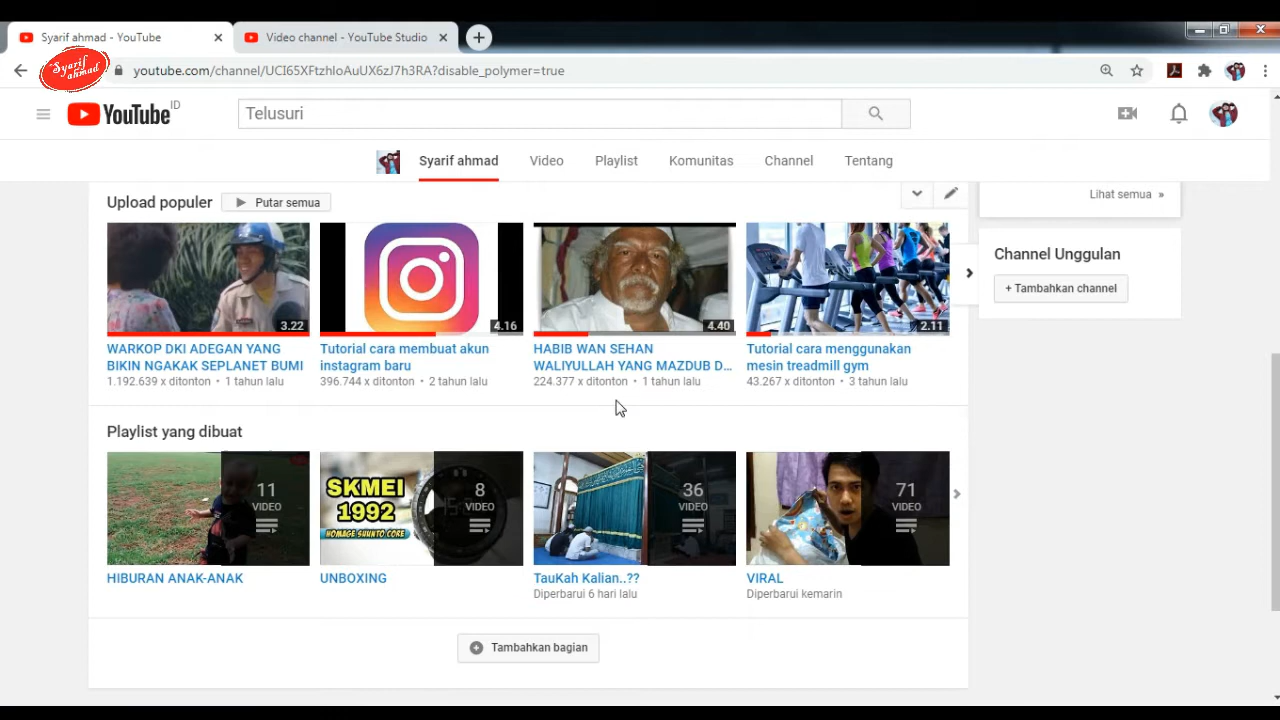 Syarif ahmad - YouTube
Video channel - YouTube Studio
Syarif ahmad
youtube.com/channel/UCI65XFtzhIoAuUX6zJ7h3RA?disable_polymer=true
YouTube ID
Telusuri
Syarif ahmad Video Playlist Komunitas Channel Tentang
Upload populer Putar semua
Lihat semua »
Channel Unggulan
+ Tambahkan channel
3.22
4.16
4.40
2.11
WARKOP DKI ADEGAN YANG
BIKIN NGAKAK SEPLANET BUMI
1.192.639 x ditonton • 1 tahun lalu
Tutorial cara membuat akun
instagram baru
396.744 x ditonton • 2 tahun lalu
HABIB WAN SEHAN
WALIYULLAH YANG MAZDUB D...
224.377 x ditonton • 1 tahun lalu
Tutorial cara menggunakan
mesin treadmill gym
43.267 x ditonton • 3 tahun lalu
Playlist yang dibuat
11
VIDEO
HIBURAN ANAK-ANAK
SKMEI
1992
HOMAGE SUUNTO CORE
8
VIDEO
UNBOXING
36
VIDEO
TauKah Kalian..??
Diperbarui 6 hari lalu
71
VIDEO
VIRAL
Diperbarui kemarin
Tambahkan bagian